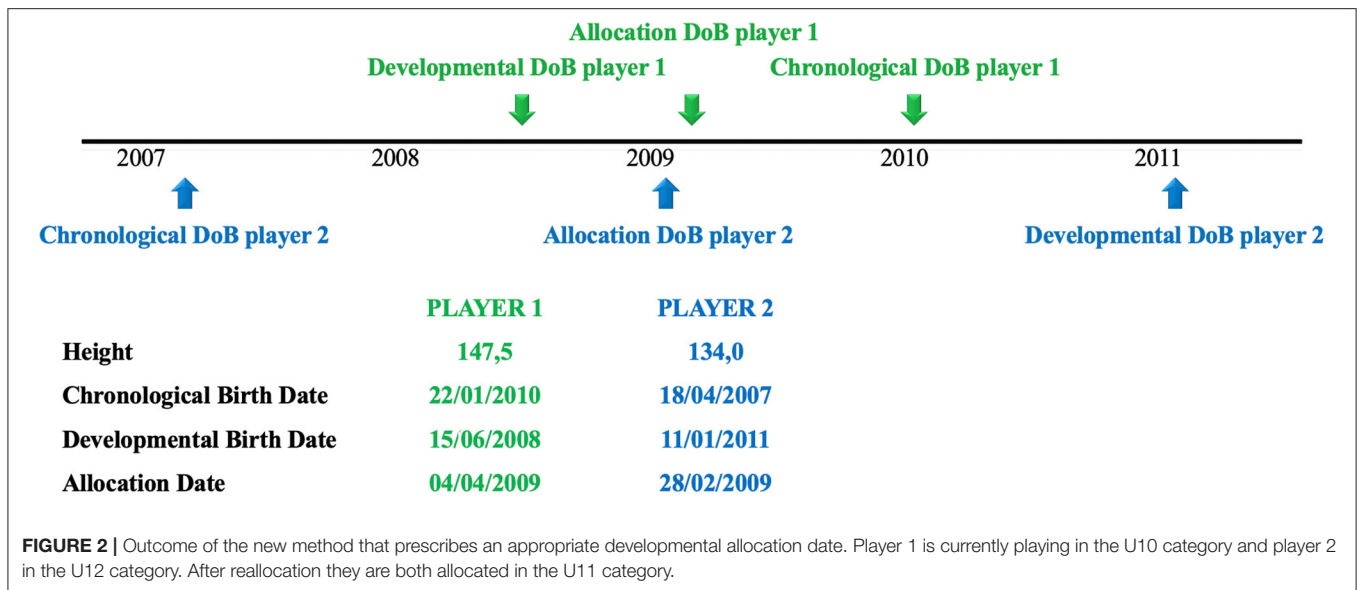 Allocation DoB player 1
Developmental DoB player 1 Chronological DoB player 1
2007 2008 2009 2010 2011
Chronological DoB player 2 Allocation DoB player 2 Developmental DoB player 2
PLAYER 1 PLAYER 2
Height 147,5 134,0
Chronological Birth Date 22/01/2010 18/04/2007
Developmental Birth Date 15/06/2008 11/01/2011
Allocation Date 04/04/2009 28/02/2009
FIGURE 2 | Outcome of the new method that prescribes an appropriate developmental allocation date. Player 1 is currently playing in the U10 category and player 2
in the U12 category. After reallocation they are both allocated in the U11 category.